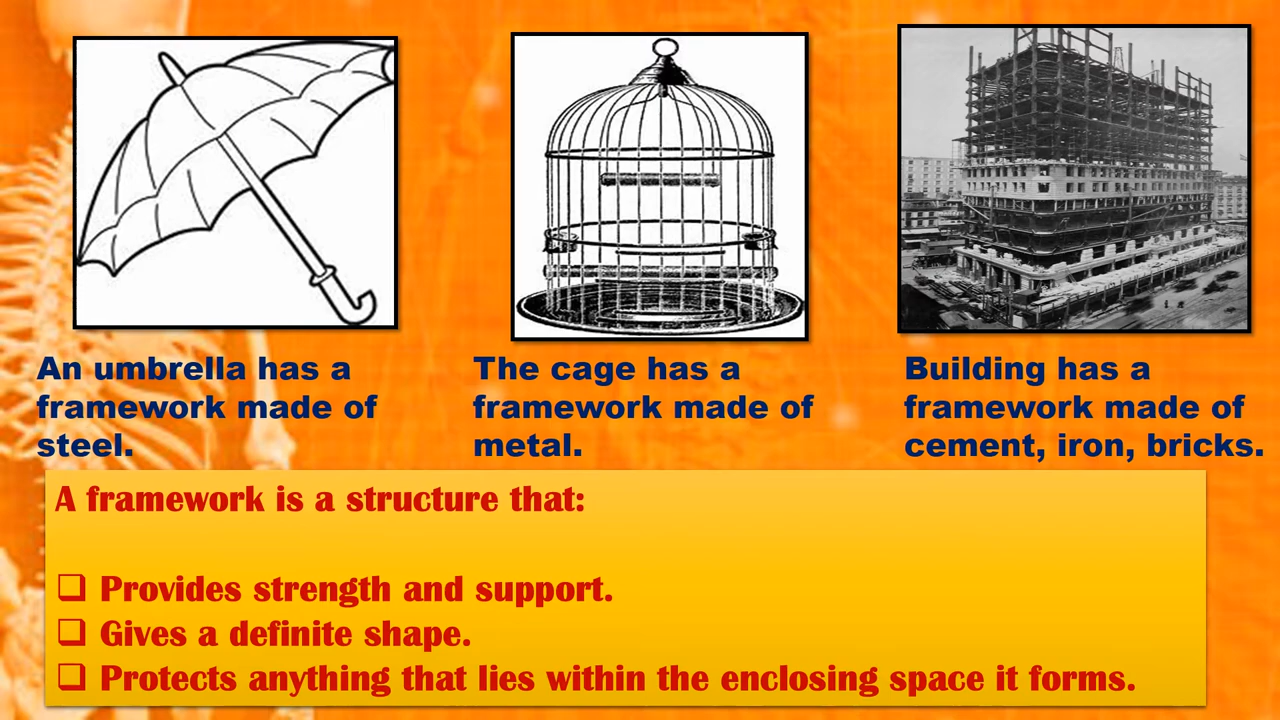 An umbrella has a
framework made of
steel.
The cage has a
framework made of
metal.
Building has a
framework made of
cement, iron, bricks.
A framework is a structure that:
❑ Provides strength and support.
❑ Gives a definite shape.
❑ Protects anything that lies within the enclosing space it forms.